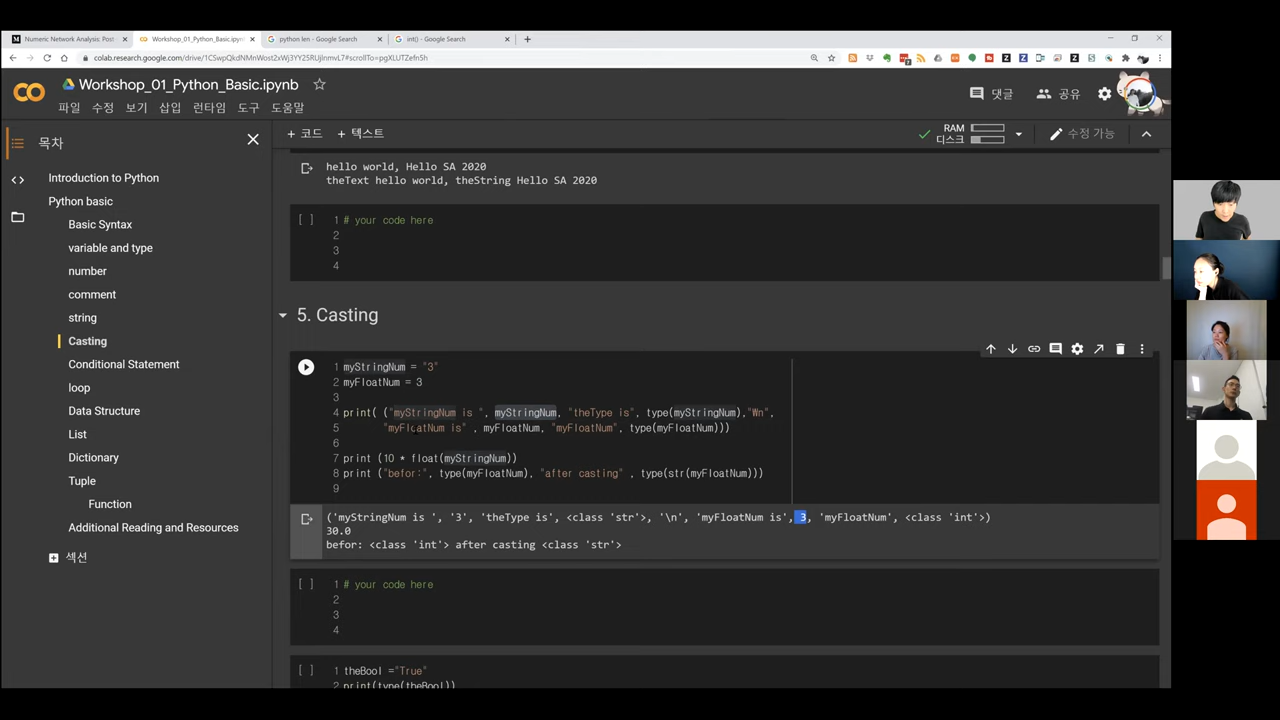 Numeric Network Analysis: Post
Workshop_01_Python_Basic.ipynb
python len - Google Search
int() - Google Search
colab.research.google.com/drive/1CSwpQkdNMnWost2xWj3YY25RUjInmvL7#scrollTo=pgXLUTZefn5h
Workshop_01_Python_Basic.ipynb
파일 수정 보기 삽입 런타임 도구 도움말
댓글 공유
목차
+ 코드 + 텍스트
RAM
디스크
수정 가능
Introduction to Python
Python basic
Basic Syntax
variable and type
number
comment
string
Casting
Conditional Statement
loop
Data Structure
List
Dictionary
Tuple
Function
Additional Reading and Resources
섹션
hello world, Hello SA 2020
theText hello world, theString Hello SA 2020
[ ] 1 # your code here
2
3
4
5. Casting
1 myStringNum = "3"
2 myFloatNum = 3
3
4 print( ("myStringNum is ", myStringNum, "theType is", type(myStringNum),"₩n",
5 "myFloatNum is" , myFloatNum, "myFloatNum", type(myFloatNum)))
6
7 print (10 * float(myStringNum))
8 print ("befor:", type(myFloatNum), "after casting" , type(str(myFloatNum)))
9
('myStringNum is ', '3', 'theType is', <class 'str'>, '\n', 'myFloatNum is', 3, 'myFloatNum', <class 'int'>)
30.0
befor: <class 'int'> after casting <class 'str'>
[ ] 1 # your code here
2
3
4
[ ] 1 theBool ="True"
2 print(type(theBool))